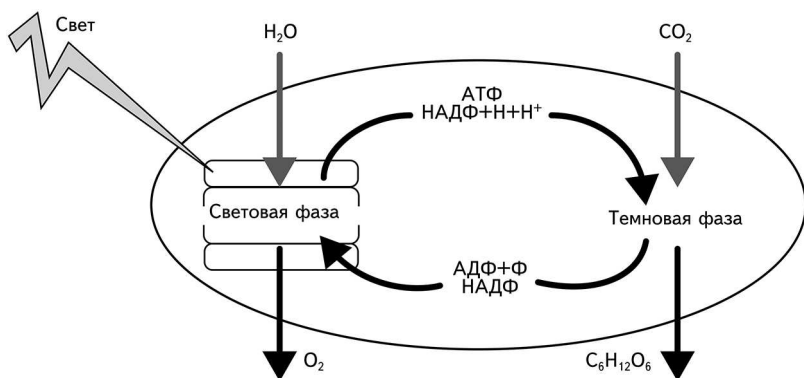 Свет
H₂O
CO₂
АТФ
НАДФ+Н+Н⁺
Световая фаза
Темновая фаза
АДФ+Ф
НАДФ
O₂
C₆H₁₂O₆